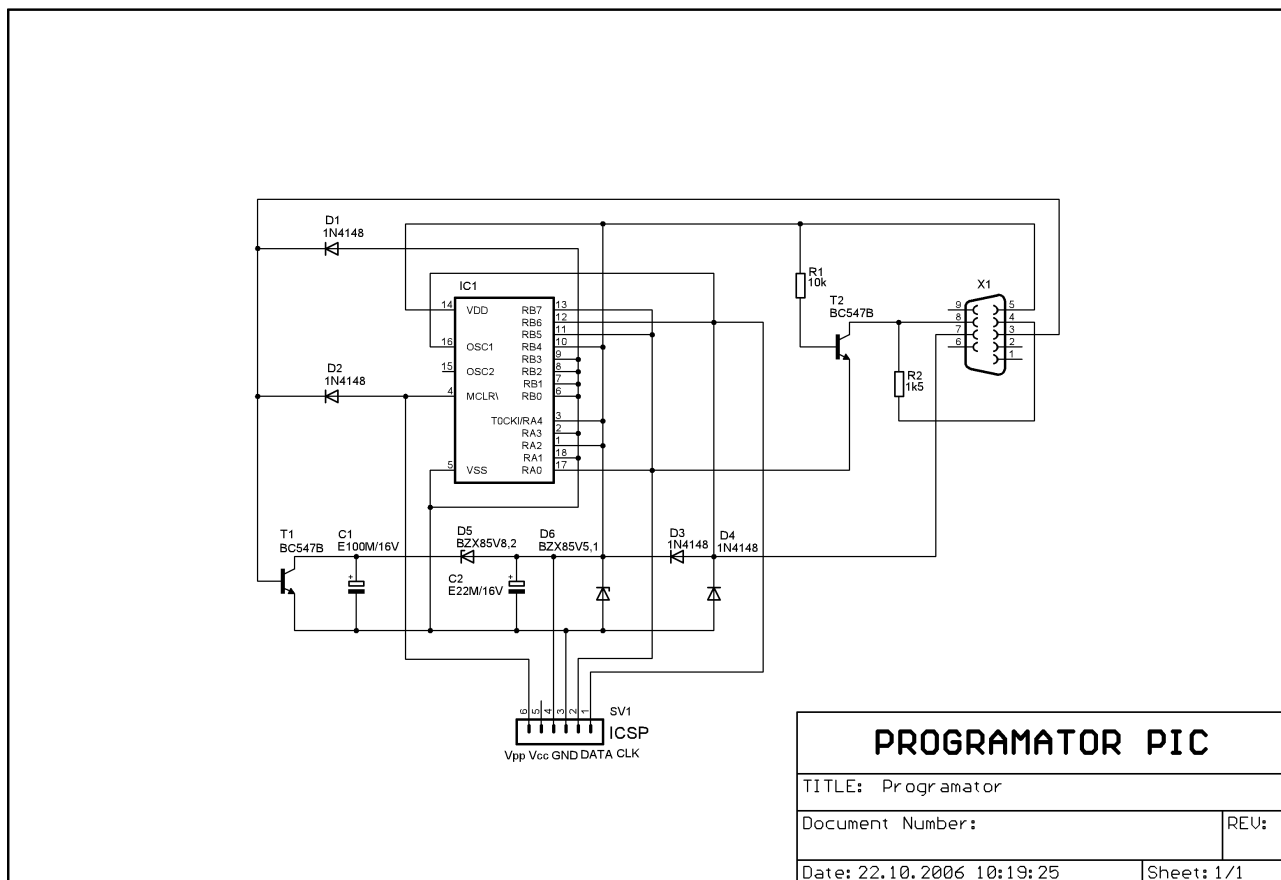 D1
1N4148
IC1
14 VDD RB7 13
RB6 12
RB5 11
16 OSC1 RB4 10
RB3 9
15 OSC2 RB2 8
RB1 7
4 MCLR\ RB0 6
T0CKI/RA4 3
RA3 2
RA2 1
RA1 18
5 VSS RA0 17
D2
1N4148
R1
10k
T2
BC547B
X1
9 5
8 4
7 3
6 2
1
R2
1k5
T1
BC547B
C1
E100M/16V
+
D5
BZX85V8,2
C2
E22M/16V
+
D6
BZX85V5,1
D3
1N4148
D4
1N4148
6 5 4 3 2 1
SV1
ICSP
Vpp Vcc GND DATA CLK
PROGRAMATOR PIC
TITLE: Programator
Document Number:
REV:
Date: 22.10.2006 10:19:25
Sheet: 1/1